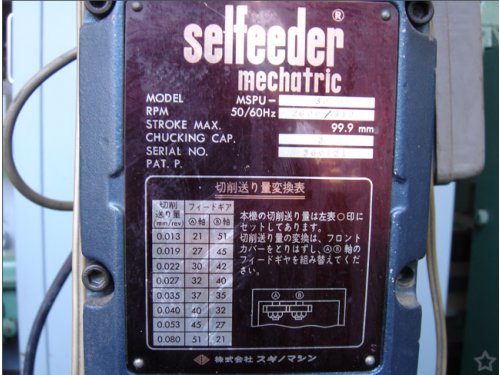 selfeeder®
mechatric
MODEL MSPU-
RPM 50/60Hz
STROKE MAX. 99.9 mm
CHUCKING CAP.
SERIAL NO.
PAT. P.
切削送り量変換表
切削送り量 mm/rev フィードギア Ⓐ軸 Ⓑ軸
0.013 21 51
0.019 27 45
0.022 30 42
0.027 32 40
0.035 37 35
0.040 40 32
0.053 45 27
0.080 51 21
本機の切削送り量は左表○印に
セットしてあります。
切削送り量の変換は、フロント
カバーをとりはずし、ⒶⒷ軸の
フィードギヤを組み替えてくだ
さい。
Ⓐ Ⓑ
株式会社 スギノマシン